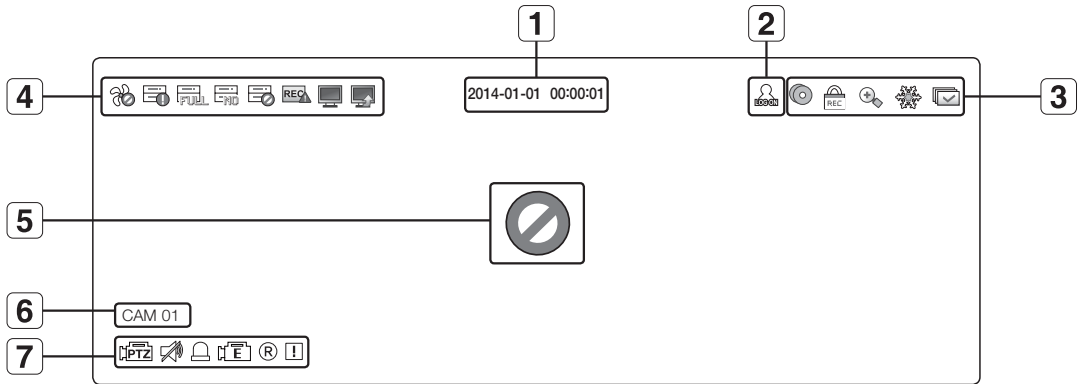 1
2
4
FULL
NO
REC
2014-01-01 00:00:01
LOG ON
REC
3
5
6
CAM 01
7
PTZ
E
R
!